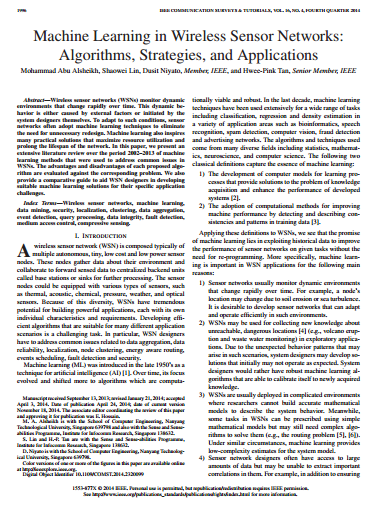 1996
IEEE COMMUNICATION SURVEYS & TUTORIALS, VOL. 16, NO. 4, FOURTH QUARTER 2014
Machine Learning in Wireless Sensor Networks:
Algorithms, Strategies, and Applications
Mohammad Abu Alsheikh, Shaowei Lin, Dusit Niyato, Member, IEEE, and Hwee-Pink Tan, Senior Member, IEEE
Abstract—Wireless sensor networks (WSNs) monitor dynamic
environments that change rapidly over time. This dynamic be-
havior is either caused by external factors or initiated by the
system designers themselves. To adapt to such conditions, sensor
networks often adopt machine learning techniques to eliminate
the need for unnecessary redesign. Machine learning also inspires
many practical solutions that maximize resource utilization and
prolong the lifespan of the network. In this paper, we present an
extensive literature review over the period 2002–2013 of machine
learning methods that were used to address common issues in
WSNs. The advantages and disadvantages of each proposed algo-
rithm are evaluated against the corresponding problem. We also
provide a comparative guide to aid WSN designers in developing
suitable machine learning solutions for their specific application
challenges.
Index Terms—Wireless sensor networks, machine learning,
data mining, security, localization, clustering, data aggregation,
event detection, query processing, data integrity, fault detection,
medium access control, compressive sensing.
I. INTRODUCTION
A wireless sensor network (WSN) is composed typically of
multiple autonomous, tiny, low cost and low power sensor
nodes. These nodes gather data about their environment and
collaborate to forward sensed data to centralized backend units
called base stations or sinks for further processing. The sensor
nodes could be equipped with various types of sensors, such
as thermal, acoustic, chemical, pressure, weather, and optical
sensors. Because of this diversity, WSNs have tremendous
potential for building powerful applications, each with its own
individual characteristics and requirements. Developing effi-
cient algorithms that are suitable for many different application
scenarios is a challenging task. In particular, WSN designers
have to address common issues related to data aggregation, data
reliability, localization, node clustering, energy aware routing,
events scheduling, fault detection and security.
Machine learning (ML) was introduced in the late 1950's as a
technique for artificial intelligence (AI) [1]. Over time, its focus
evolved and shifted more to algorithms which are computa-
Manuscript received September 13, 2013; revised January 21, 2014; accepted
April 3, 2014. Date of publication April 24, 2014; date of current version
November 18, 2014. The associate editor coordinating the review of this paper
and approving it for publication was E. Hossain.
M. A. Alsheikh is with the School of Computer Engineering, Nanyang
Technological University, Singapore 639798 and also with the Sense and Sense-
abilities Programme, Institute for Infocomm Research, Singapore 138632.
S. Lin and H.-P. Tan are with the Sense and Sense-abilities Programme,
Institute for Infocomm Research, Singapore 138632.
D. Niyato is with the School of Computer Engineering, Nanyang Technolog-
ical University, Singapore 639798.
Color versions of one or more of the figures in this paper are available online
at http://ieeexplore.ieee.org.
Digital Object Identifier 10.1109/COMST.2014.2320099
tionally viable and robust. In the last decade, machine learning
techniques have been used extensively for a wide range of tasks
including classification, regression and density estimation in
a variety of application areas such as bioinformatics, speech
recognition, spam detection, computer vision, fraud detection
and advertising networks. The algorithms and techniques used
come from many diverse fields including statistics, mathemat-
ics, neuroscience, and computer science. The following two
classical definitions capture the essence of machine learning:
1) The development of computer models for learning pro-
cesses that provide solutions to the problem of knowledge
acquisition and enhance the performance of developed
systems [2].
2) The adoption of computational methods for improving
machine performance by detecting and describing con-
sistencies and patterns in training data [3].
Applying these definitions to WSNs, we see that the promise
of machine learning lies in exploiting historical data to improve
the performance of sensor networks on given tasks without the
need for re-programming. More specifically, machine learn-
ing is important in WSN applications for the following main
reasons:
1) Sensor networks usually monitor dynamic environments
that change rapidly over time. For example, a node's
location may change due to soil erosion or sea turbulence.
It is desirable to develop sensor networks that can adapt
and operate efficiently in such environments.
2) WSNs may be used for collecting new knowledge about
unreachable, dangerous locations [4] (e.g., volcano erup-
tion and waste water monitoring) in exploratory applica-
tions. Due to the unexpected behavior patterns that may
arise in such scenarios, system designers may develop so-
lutions that initially may not operate as expected. System
designers would rather have robust machine learning al-
gorithms that are able to calibrate itself to newly acquired
knowledge.
3) WSNs are usually deployed in complicated environments
where researchers cannot build accurate mathematical
models to describe the system behavior. Meanwhile,
some tasks in WSNs can be prescribed using simple
mathematical models but may still need complex algo-
rithms to solve them (e.g., the routing problem [5], [6]).
Under similar circumstances, machine learning provides
low-complexity estimates for the system model.
4) Sensor network designers often have access to large
amounts of data but may be unable to extract important
correlations in them. For example, in addition to ensuring
1553-877X © 2014 IEEE. Personal use is permitted, but republication/redistribution requires IEEE permission.
See http://www.ieee.org/publications_standards/publications/rights/index.html for more information.